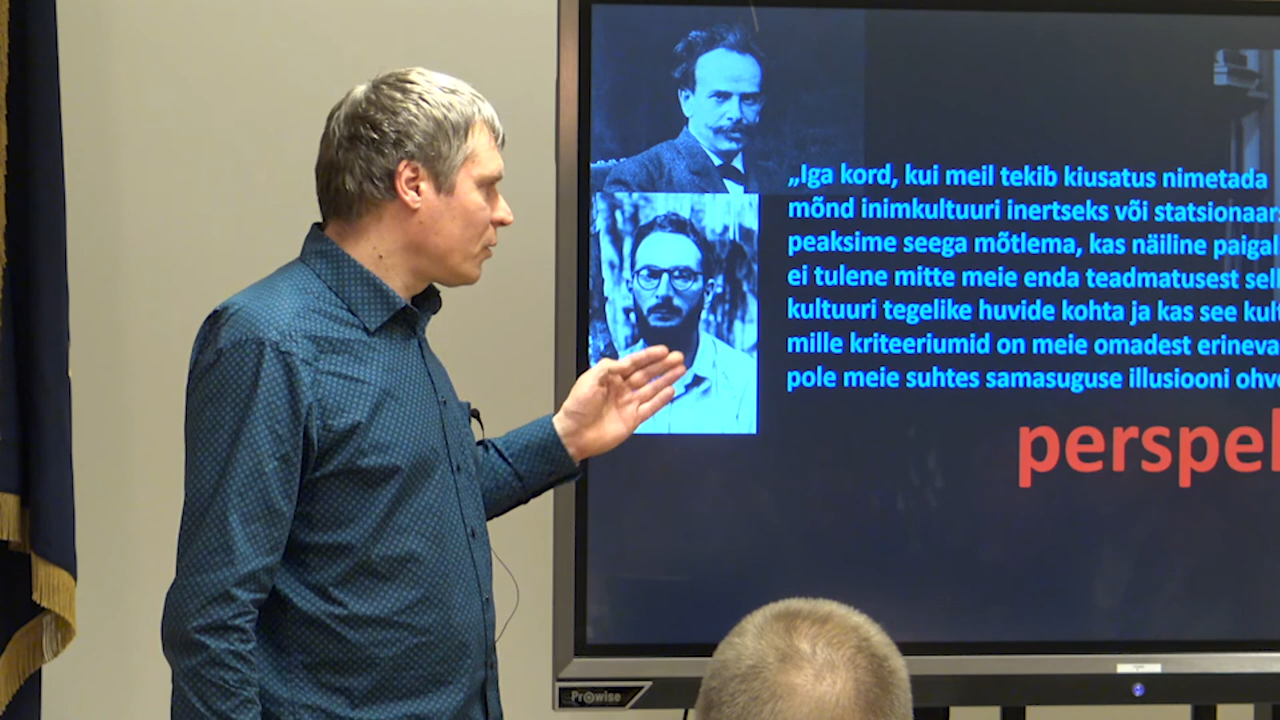 „Iga kord, kui meil tekib kiusatus nimetada
mõnd inimkultuuri inertseks või statsionaar
peaksime seega mõtlema, kas näiline paigal
ei tulene mitte meie enda teadmatusest sell
kultuuri tegelike huvide kohta ja kas see kul
mille kriteeriumid on meie omadest erineva
pole meie suhtes samasuguse illusiooni ohve
perspek
Prowise